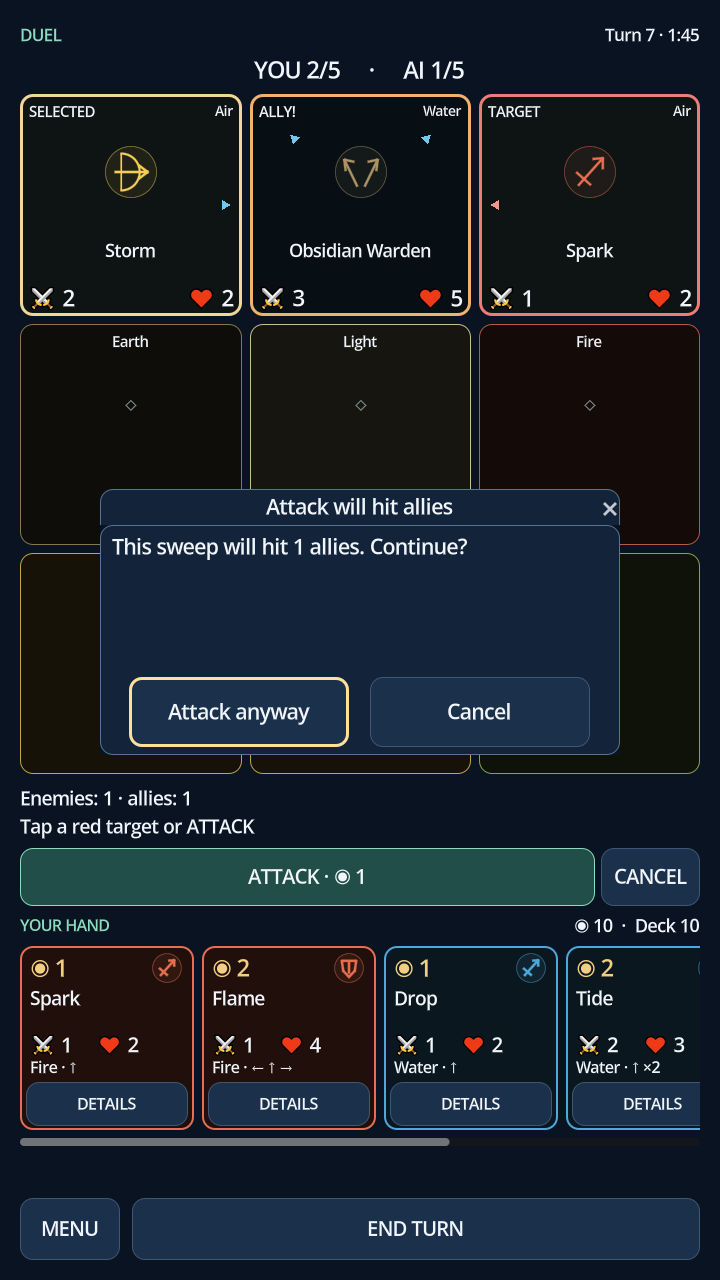 DUEL
Turn 7 · 1:45
YOU 2/5 · AI 1/5
SELECTED Air
ALLY! Water
TARGET Air
Storm
Obsidian Warden
Spark
2 2
3 5
1 2
Earth
Light
Fire
Attack will hit allies ×
This sweep will hit 1 allies. Continue?
Attack anyway
Cancel
Enemies: 1 · allies: 1
Tap a red target or ATTACK
ATTACK · ◉ 1
CANCEL
YOUR HAND
◉ 10 · Deck 10
◉ 1
Spark
1 2
Fire · ↑
DETAILS
◉ 2
Flame
1 4
Fire · ← ↑ →
DETAILS
◉ 1
Drop
1 2
Water · ↑
DETAILS
◉ 2
Tide
2 3
Water · ↑ ×2
DETAILS
MENU
END TURN